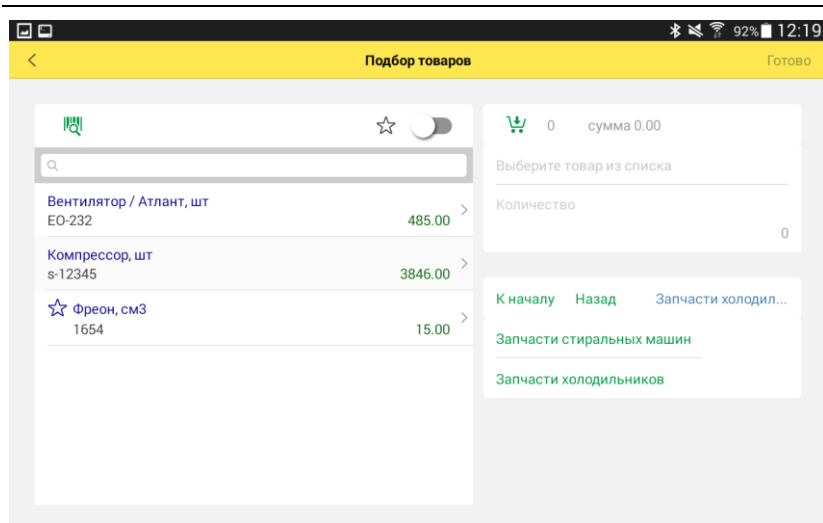 92% 12:19
Подбор товаров Готово
0 сумма 0.00
Выберите товар из списка
Количество
0
Вентилятор / Атлант, шт
EO-232 485.00
Компрессор, шт
s-12345 3846.00
Фреон, см3
1654 15.00
К началу Назад Запчасти холодил...
Запчасти стиральных машин
Запчасти холодильников